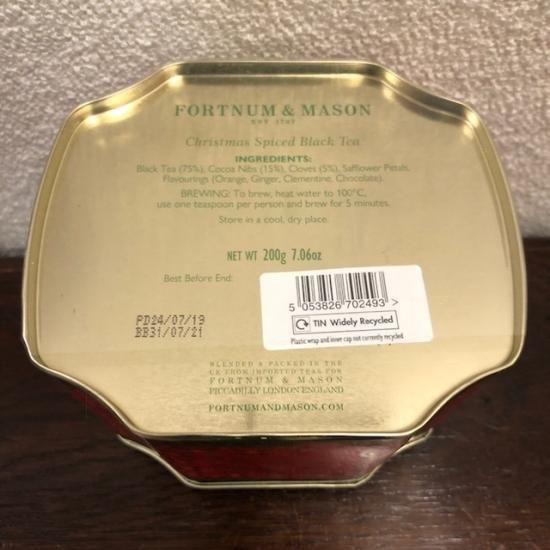 FORTNUM & MASON
EST 1707
Christmas Spiced Black Tea
INGREDIENTS:
Black Tea (75%), Cocoa Nibs (15%), Cloves (5%), Safflower Petals,
Flavourings (Orange, Ginger, Clementine, Chocolate).
BREWING: To brew, heat water to 100°C,
use one teaspoon per person and brew for 5 minutes.
Store in a cool, dry place.
NET WT 200g 7.06oz
Best Before End:
5 053826 702493 >
TIN Widely Recycled
Plastic wrap and inner cap not currently recycled
PD24/07/19
BB31/07/21
BLENDED & PACKED IN THE
UK FROM IMPORTED TEAS FOR
FORTNUM & MASON
PICCADILLY LONDON ENGLAND
FORTNUMANDMASON.COM